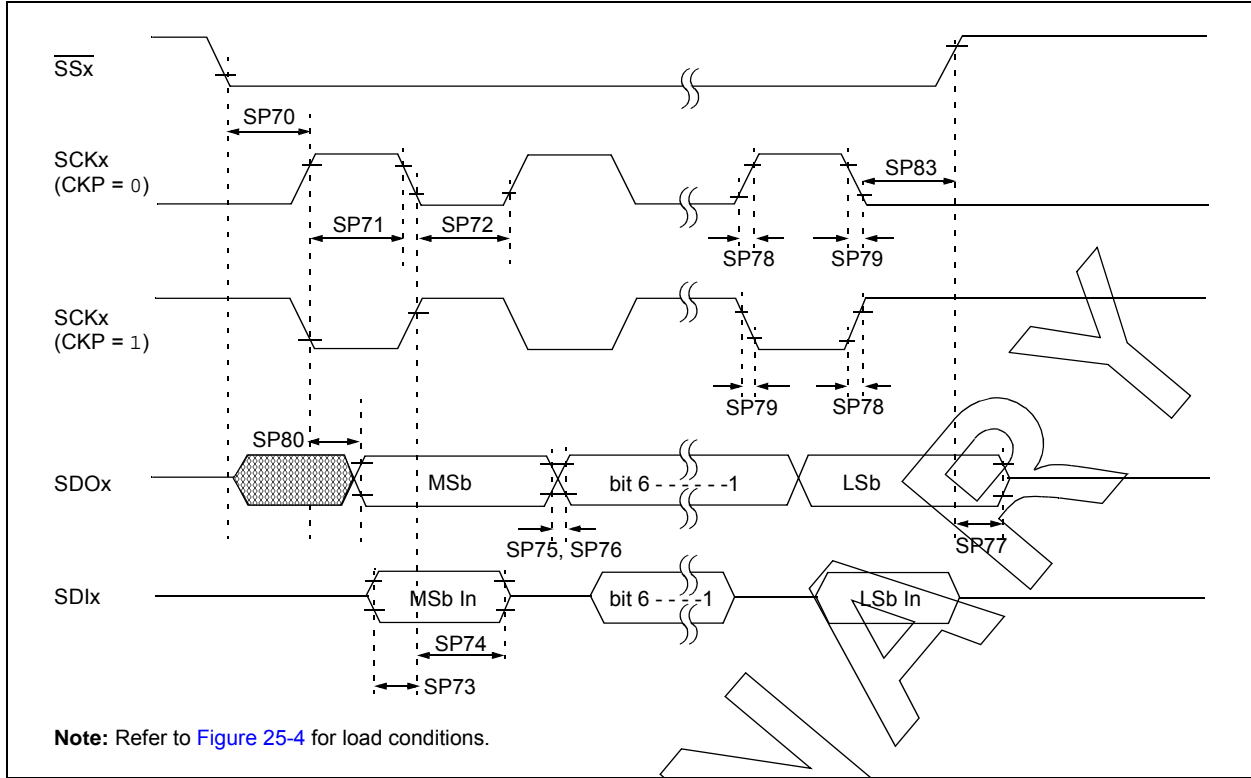 SSx
SP70
SCKx
(CKP = 0)
SP83
SP71
SP72
SP78
SP79
SCKx
(CKP = 1)
SP79
SP78
SP80
SDOx
MSb
bit 6 - - - - - -1
LSb
SP75, SP76
SP77
SDIx
MSb In
bit 6 - - - -1
LSb In
SP74
SP73
Note: Refer to Figure 25-4 for load conditions.